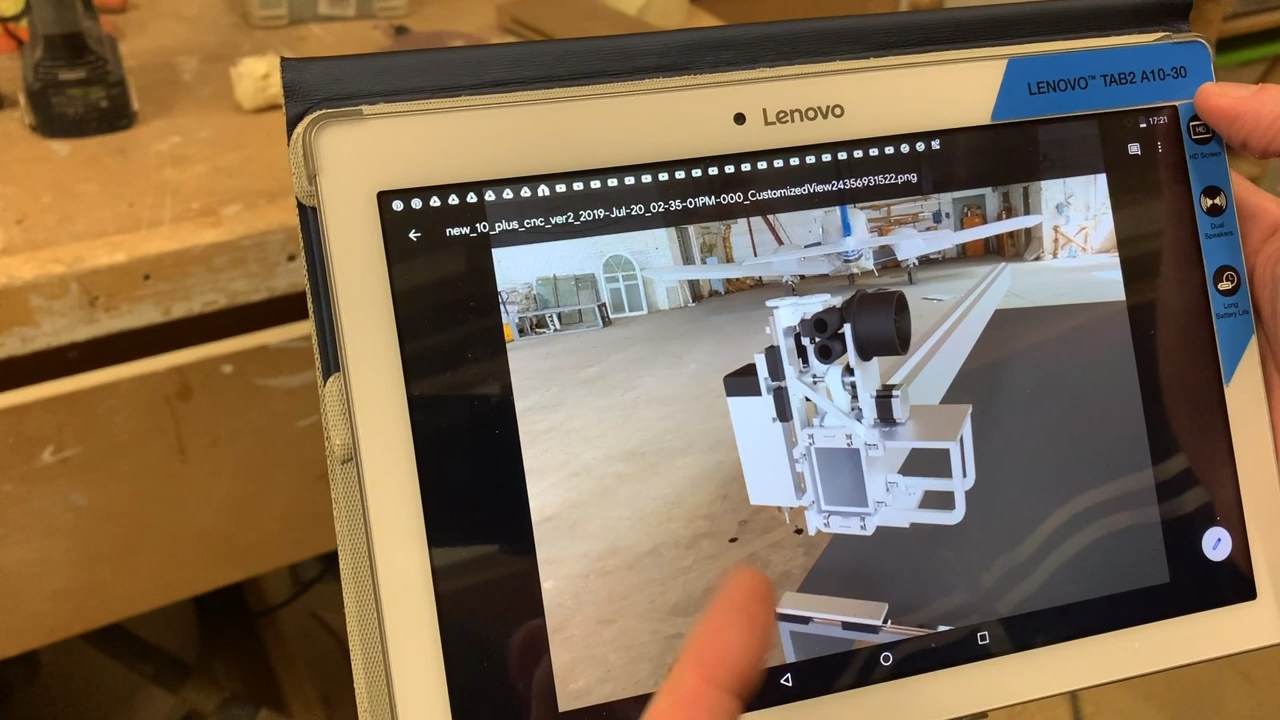 LENOVO™ TAB2 A10-30
Lenovo
17:21
HD
HD Screen
new_10_plus_cnc_ver2_2019-Jul-20_02-35-01PM-000_CustomizedView24356931522.png
Dual
Speakers
Long
Battery Life